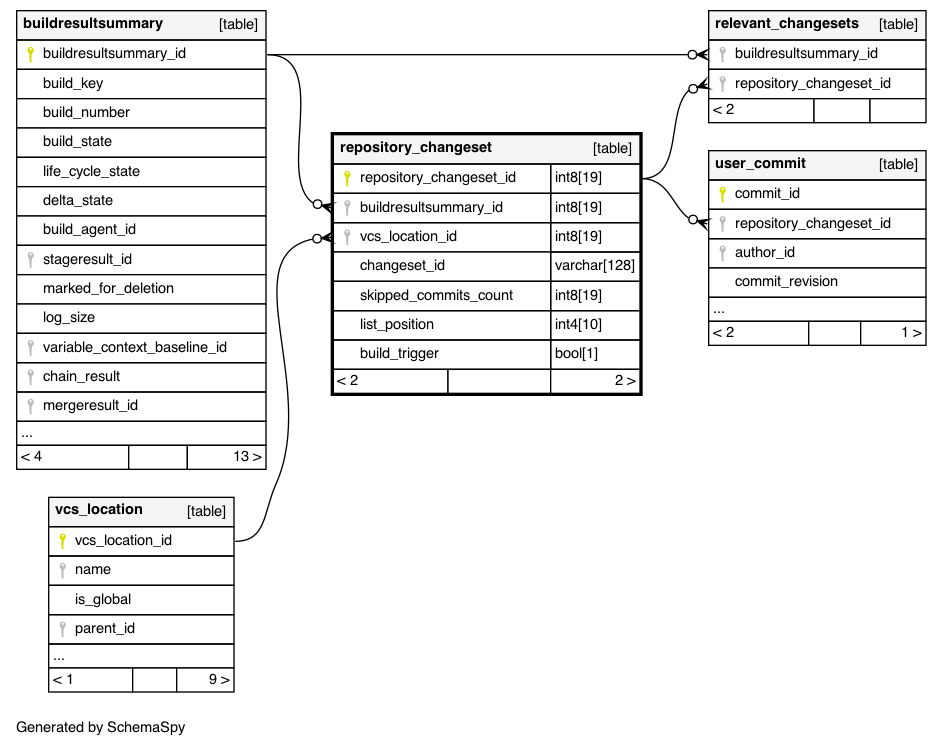 buildresultsummary [table]
buildresultsummary_id
build_key
build_number
build_state
life_cycle_state
delta_state
build_agent_id
stageresult_id
marked_for_deletion
log_size
variable_context_baseline_id
chain_result
mergeresult_id
...
< 4 13 >
vcs_location [table]
vcs_location_id
name
is_global
parent_id
...
< 1 9 >
repository_changeset [table]
repository_changeset_id int8[19]
buildresultsummary_id int8[19]
vcs_location_id int8[19]
changeset_id varchar[128]
skipped_commits_count int8[19]
list_position int4[10]
build_trigger bool[1]
< 2 2 >
relevant_changesets [table]
buildresultsummary_id
repository_changeset_id
< 2
user_commit [table]
commit_id
repository_changeset_id
author_id
commit_revision
...
< 2 1 >
Generated by SchemaSpy